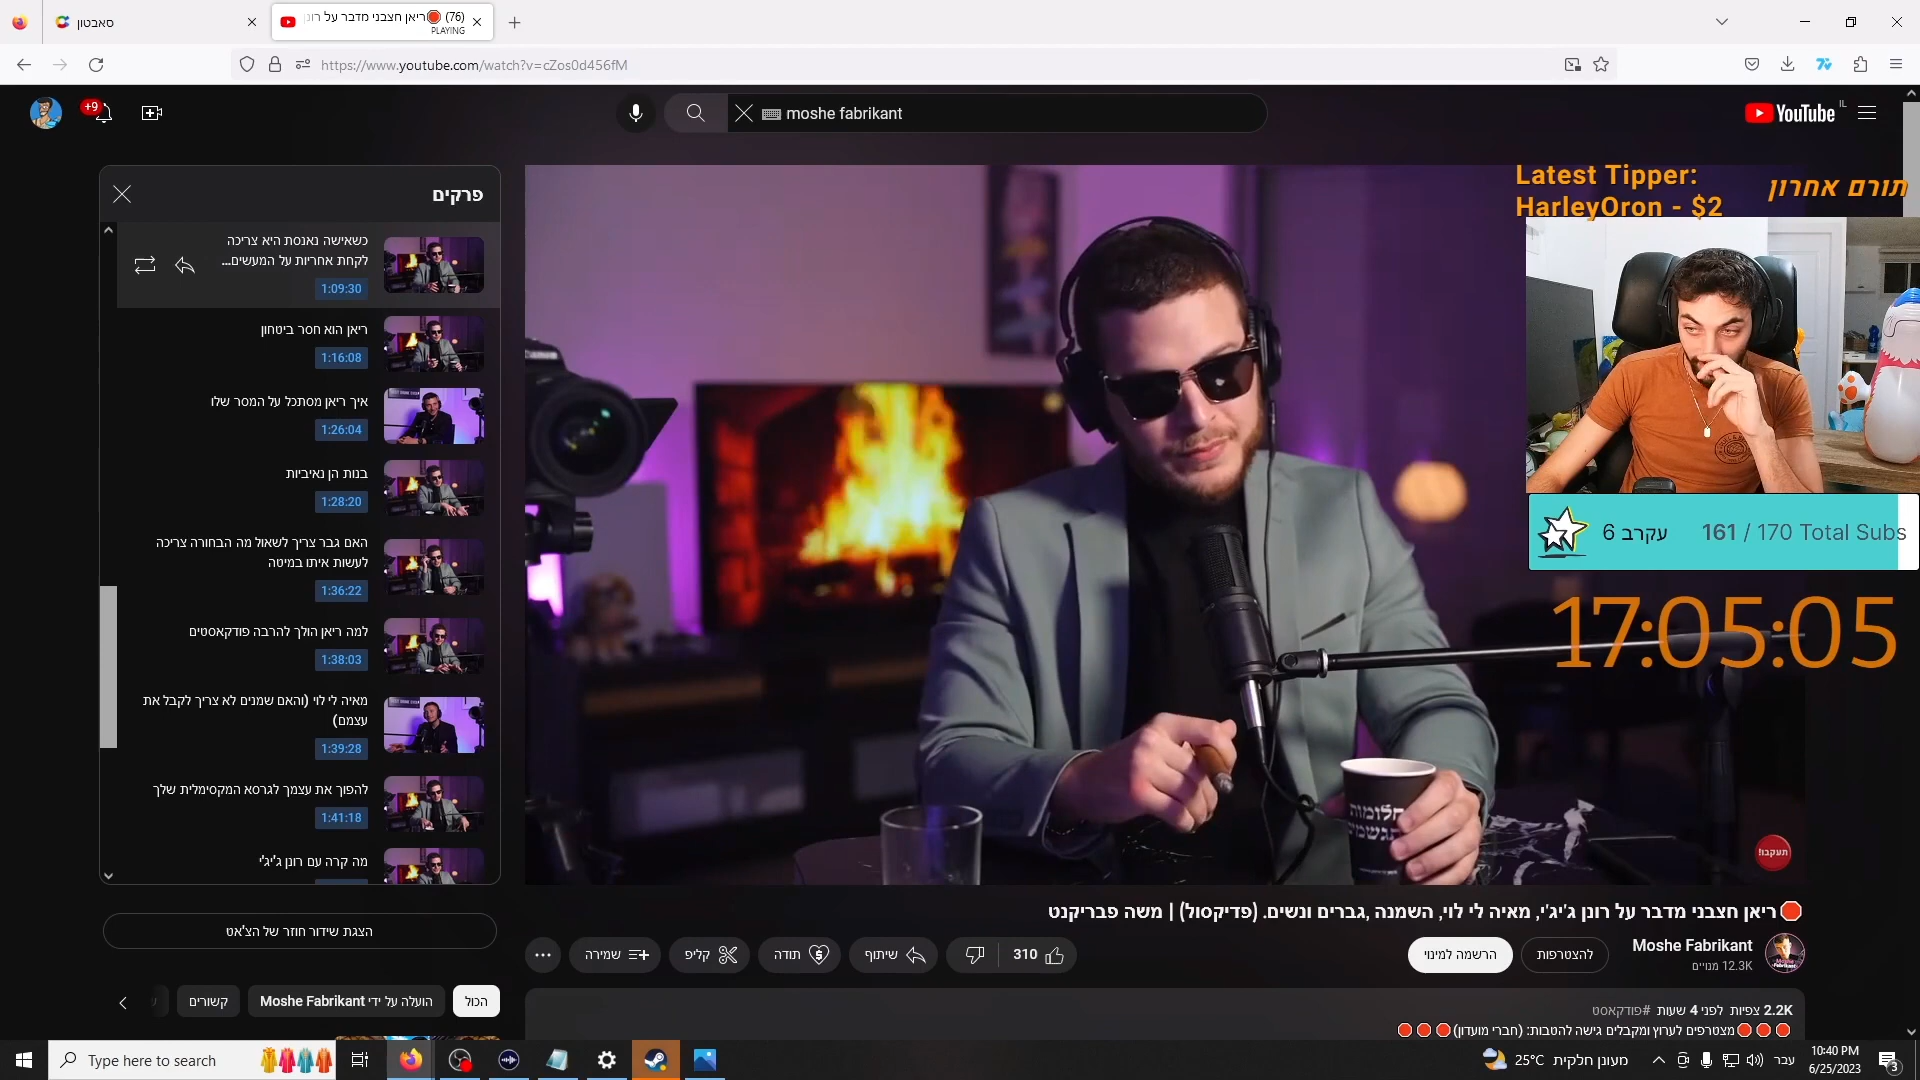 סאבטון
(76) 🛑ריאן חצבני מדבר על רונן
PLAYING
https://www.youtube.com/watch?v=cZos0d456fM
+9
moshe fabrikant
YouTube IL
פרקים
כשאישה נאנסת היא צריכה
לקחת אחריות על המעשים...
1:09:30
ריאן הוא חסר ביטחון
1:16:08
איך ריאן מסתכל על המסר שלו
1:26:04
בנות הן נאיביות
1:28:20
האם גבר צריך לשאול מה הבחורה צריכה
לעשות איתו במיטה
1:36:22
למה ריאן הולך להרבה פודקאסטים
1:38:03
מאיה לי לוי (והאם שמנים לא צריך לקבל את
עצמם)
1:39:28
להפוך את עצמך לגרסא המקסימלית שלך
1:41:18
מה קרה עם רונן ג'יג'י
הצגת שידור חוזר של הצ'אט
הכול
הועלה על ידי Moshe Fabrikant
קשורים
Latest Tipper:
HarleyOron - $2
תורם אחרון
עקרב 6
161 / 170 Total Subs
17:05:05
חלומות
תעקבו!
🛑ריאן חצבני מדבר על רונן ג'יג'י, מאיה לי לוי, השמנה ,גברים ונשים. (פדיקסול) | משה פבריקנט
Moshe Fabrikant
12.3K מנויים
להצטרפות
הרשמה למינוי
310
שיתוף
תודה
קליפ
שמירה
2.2K צפיות לפני 4 שעות #פודקאסט
🛑🛑🛑מצטרפים לערוץ ומקבלים גישה להטבות: (חברי מועדון)🛑🛑🛑
Type here to search
25°C מעונן חלקית
עבר
10:40 PM
6/25/2023
3